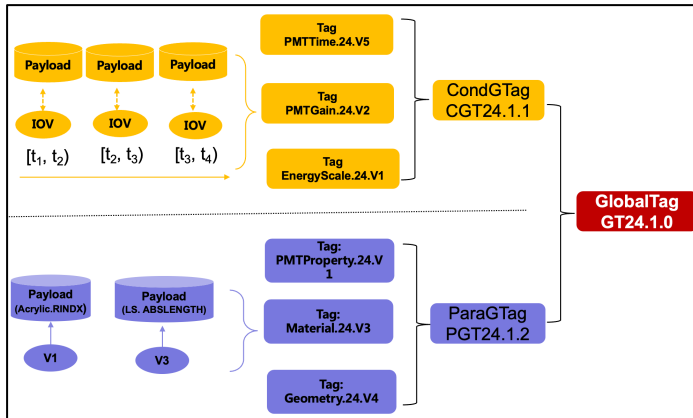 Payload
Payload
Payload
IOV
IOV
IOV
[t₁, t₂)
[t₂, t₃)
[t₃, t₄)
Tag
PMTTime.24.V5
Tag
PMTGain.24.V2
Tag
EnergyScale.24.V1
CondGTag
CGT24.1.1
GlobalTag
GT24.1.0
Payload
(Acrylic.RINDX)
Payload
(LS. ABSLENGTH)
V1
V3
Tag:
PMTProperty.24.V
1
Tag:
Material.24.V3
Tag:
Geometry.24.V4
ParaGTag
PGT24.1.2